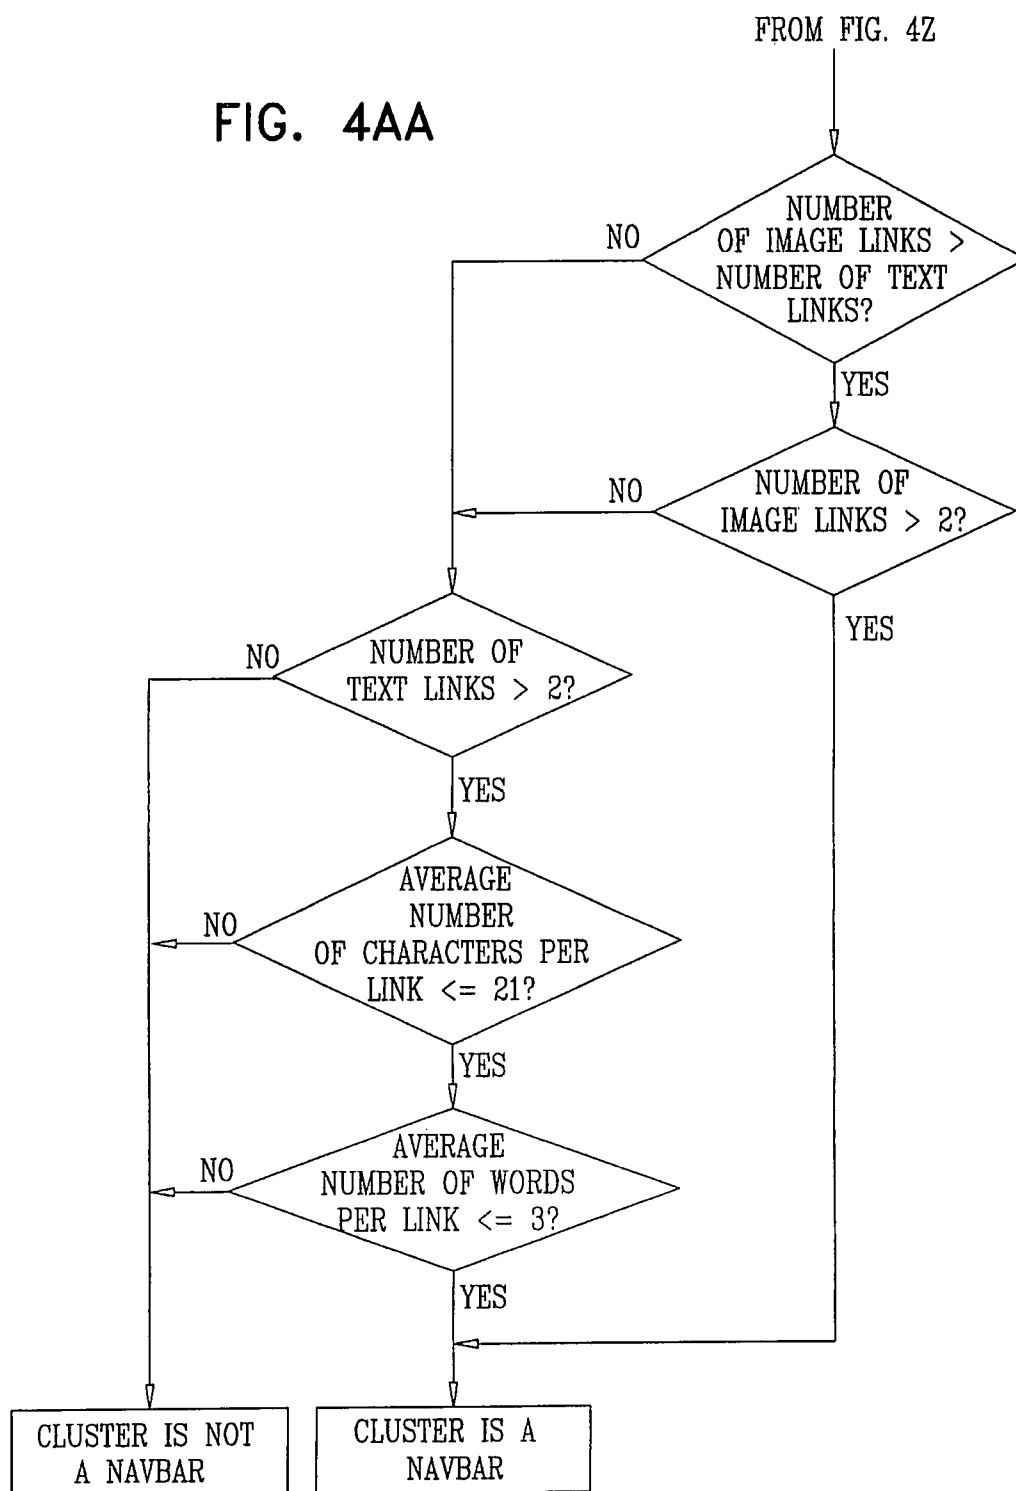 FROM FIG. 4Z
FIG. 4AA
NUMBER
OF IMAGE LINKS >
NUMBER OF TEXT
LINKS?
NO
YES
NUMBER OF
IMAGE LINKS > 2?
NO
YES
NUMBER OF
TEXT LINKS > 2?
NO
YES
AVERAGE
NUMBER
OF CHARACTERS PER
LINK <= 21?
NO
YES
AVERAGE
NUMBER OF WORDS
PER LINK <= 3?
NO
YES
CLUSTER IS NOT
A NAVBAR
CLUSTER IS A
NAVBAR